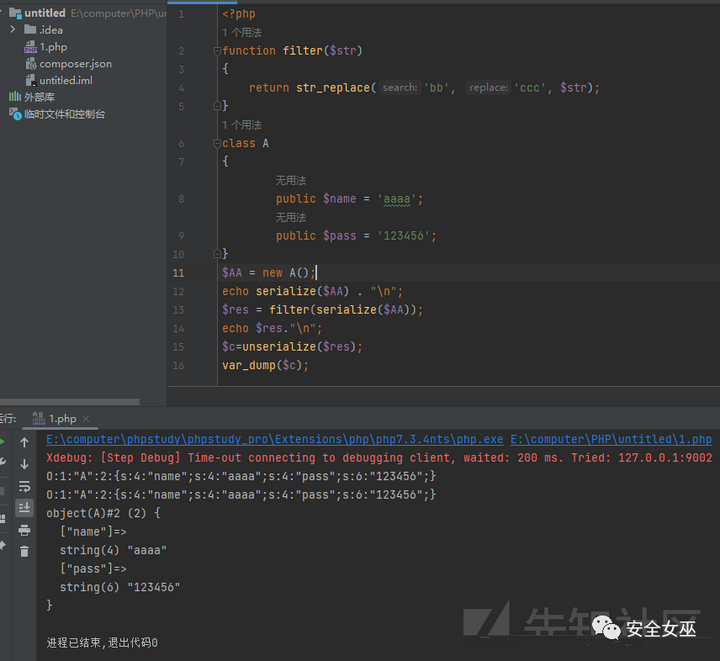 untitled E:\computer\PHP\un
.idea
1.php
composer.json
untitled.iml
外部库
临时文件和控制台
1 <?php
1 个用法
2 function filter($str)
3 {
4 return str_replace( search: 'bb', replace: 'ccc', $str);
5 }
1 个用法
6 class A
7 {
无用法
8 public $name = 'aaaa';
无用法
9 public $pass = '123456';
10 }
11 $AA = new A();
12 echo serialize($AA) . "\n";
13 $res = filter(serialize($AA));
14 echo $res."\n";
15 $c=unserialize($res);
16 var_dump($c);
运行: 1.php ×
E:\computer\phpstudy\phpstudy_pro\Extensions\php\php7.3.4nts\php.exe E:\computer\PHP\untitled\1.php
Xdebug: [Step Debug] Time-out connecting to debugging client, waited: 200 ms. Tried: 127.0.0.1:9002
O:1:"A":2:{s:4:"name";s:4:"aaaa";s:4:"pass";s:6:"123456";}
O:1:"A":2:{s:4:"name";s:4:"aaaa";s:4:"pass";s:6:"123456";}
object(A)#2 (2) {
["name"]=>
string(4) "aaaa"
["pass"]=>
string(6) "123456"
}
先知社区
安全女巫
进程已结束,退出代码0